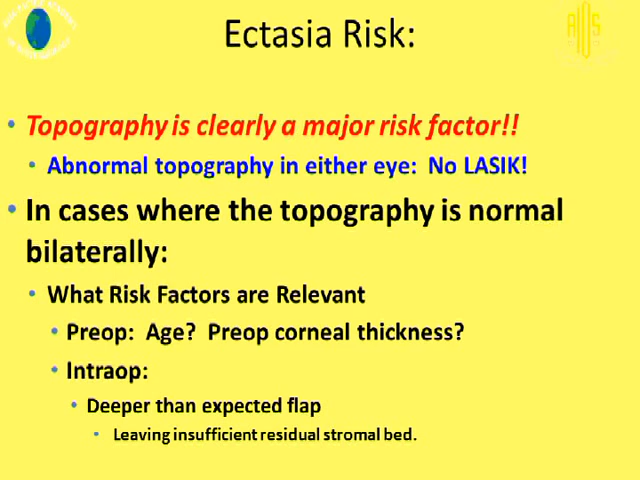 Ectasia Risk:
• Topography is clearly a major risk factor!!
• Abnormal topography in either eye: No LASIK!
• In cases where the topography is normal
bilaterally:
• What Risk Factors are Relevant
• Preop: Age? Preop corneal thickness?
• Intraop:
• Deeper than expected flap
• Leaving insufficient residual stromal bed.